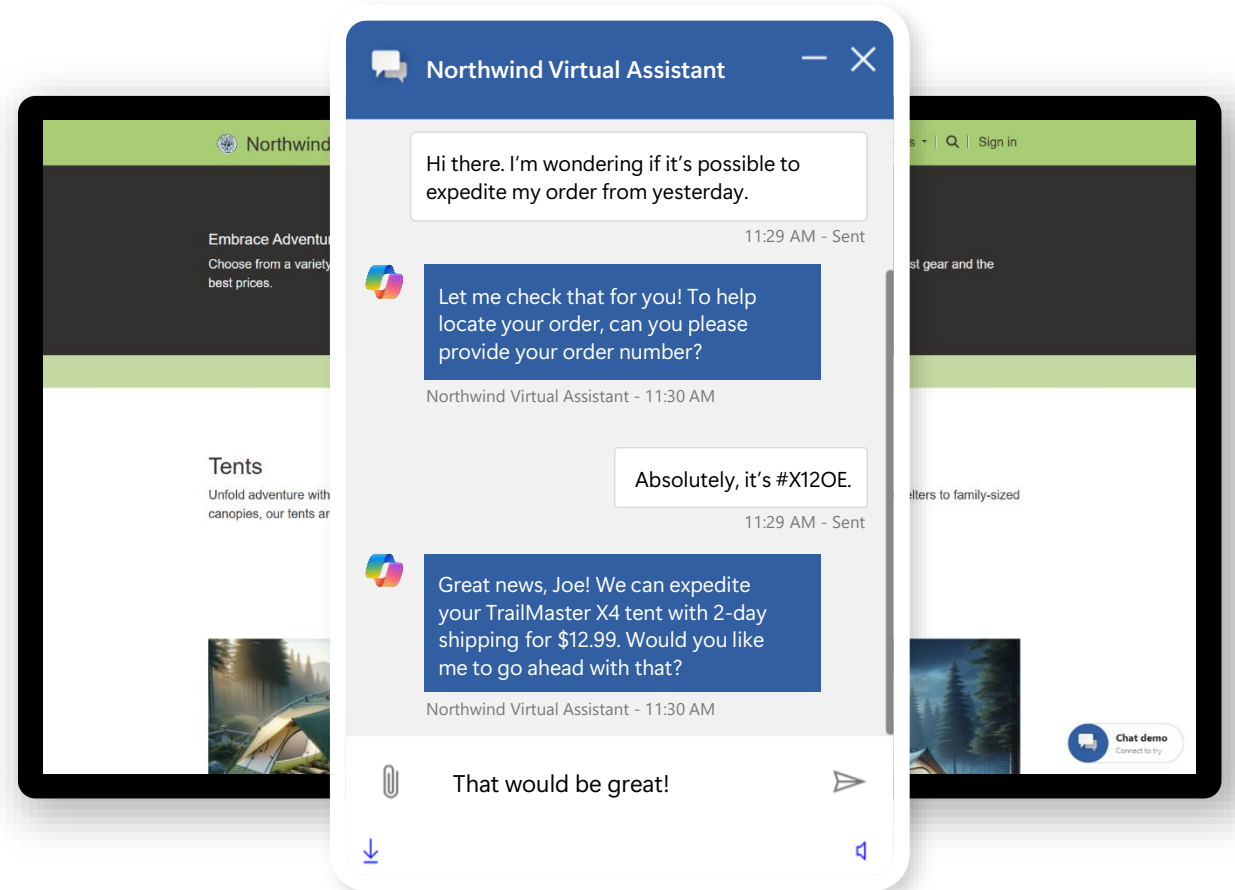 Northwind Virtual Assistant
Northwind
s
Sign in
Hi there. I'm wondering if it's possible to
expedite my order from yesterday.
11:29 AM - Sent
Embrace Adventu
Choose from a variety
best prices.
st gear and the
Let me check that for you! To help
locate your order, can you please
provide your order number?
Northwind Virtual Assistant - 11:30 AM
Absolutely, it's #X12OE.
11:29 AM - Sent
Tents
Unfold adventure with
canopies, our tents ar
elters to family-sized
Great news, Joe! We can expedite
your TrailMaster X4 tent with 2-day
shipping for $12.99. Would you like
me to go ahead with that?
Northwind Virtual Assistant - 11:30 AM
Chat demo
Connect to try
That would be great!